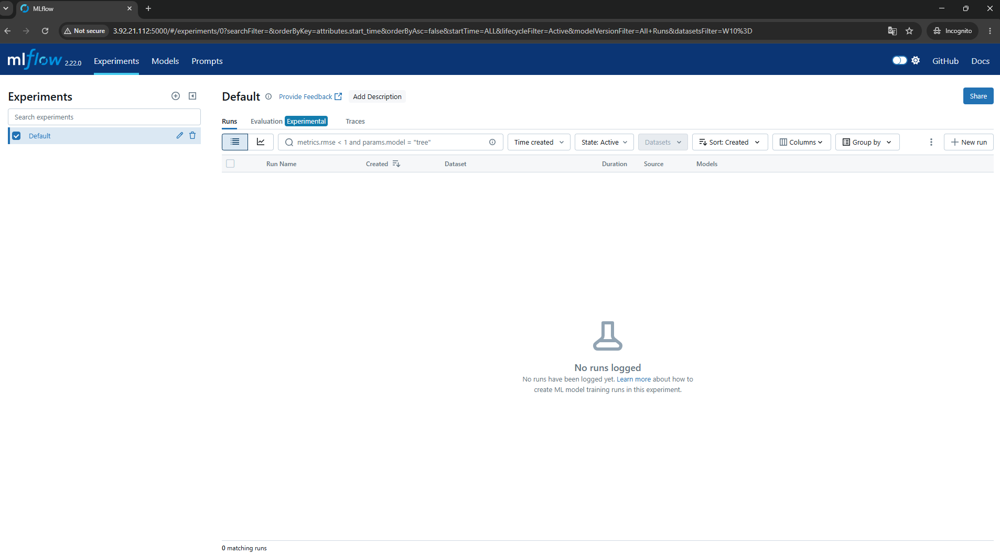 MLflow
Not secure
3.92.21.112:5000/#/experiments/0?searchFilter=&orderByKey=attributes.start_time&orderByAsc=false&startTime=ALL&lifecycleFilter=Active&modelVersionFilter=All+Runs&datasetsFilter=W10%3D
Incognito
mlflow 2.22.0 Experiments Models Prompts GitHub Docs
Experiments
Search experiments
Default
Default Provide Feedback Add Description Share
Runs Evaluation Experimental Traces
metrics.rmse < 1 and params.model = "tree" Time created State: Active Datasets Sort: Created Columns Group by New run
Run Name Created Dataset Duration Source Models
No runs logged
No runs have been logged yet. Learn more about how to
create ML model training runs in this experiment.
0 matching runs